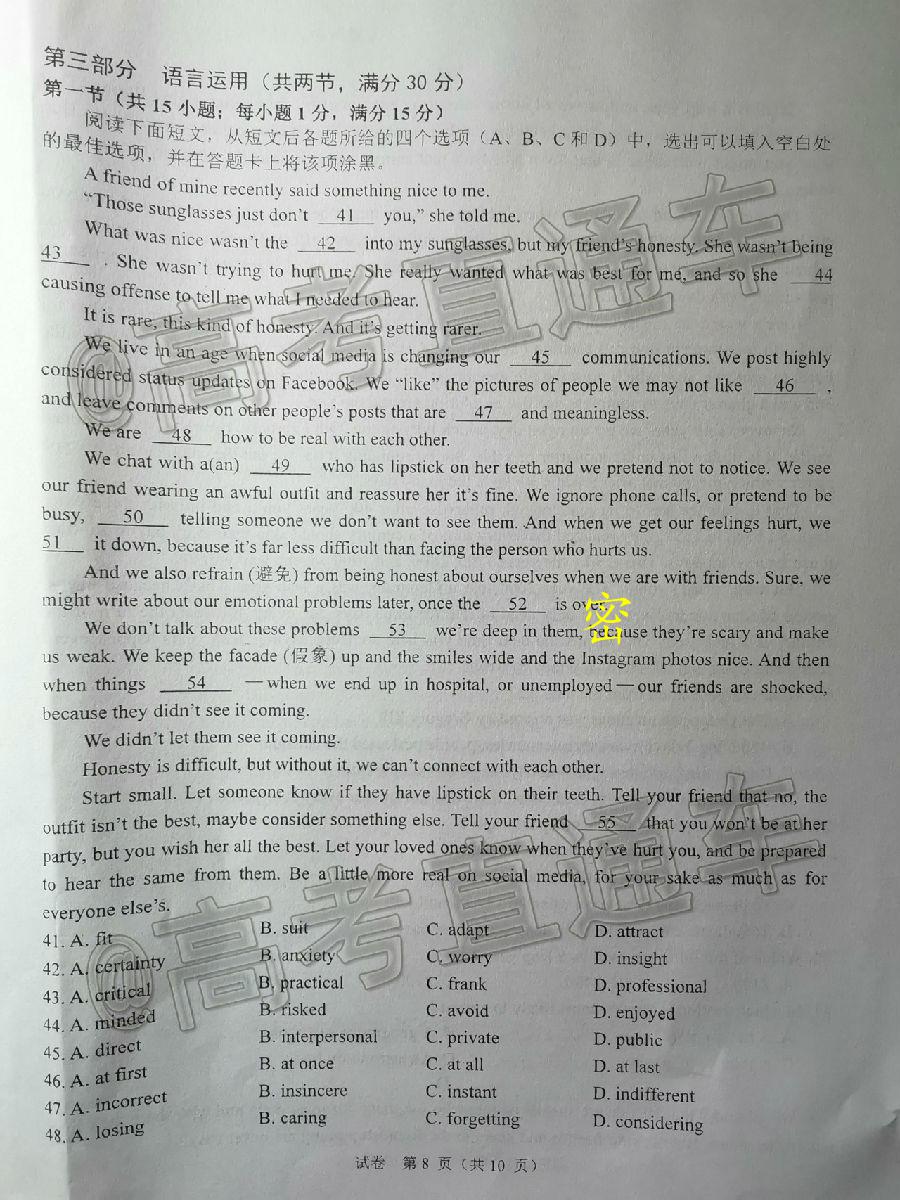 第三部分 语言运用（共两节，满分 30 分）
第一节（共 15 小题；每小题 1 分，满分 15 分）
阅读下面短文，从短文后各题所给的四个选项（A、B、C 和 D）中，选出可以填入空白处
的最佳选项，并在答题卡上将该项涂黑。
A friend of mine recently said something nice to me.
“Those sunglasses just don’t 41 you,” she told me.
What was nice wasn’t the 42 into my sunglasses, but my friend’s honesty. She wasn’t being
43 . She wasn’t trying to hurt me. She really wanted what was best for me, and so she 44
causing offense to tell me what I needed to hear.
It is rare, this kind of honesty. And it’s getting rarer.
We live in an age when social media is changing our 45 communications. We post highly
considered status updates on Facebook. We “like” the pictures of people we may not like 46 ,
and leave comments on other people’s posts that are 47 and meaningless.
We are 48 how to be real with each other.
We chat with a(an) 49 who has lipstick on her teeth and we pretend not to notice. We see
our friend wearing an awful outfit and reassure her it’s fine. We ignore phone calls, or pretend to be
busy, 50 telling someone we don’t want to see them. And when we get our feelings hurt, we
51 it down, because it’s far less difficult than facing the person who hurts us.
And we also refrain (避免) from being honest about ourselves when we are with friends. Sure. we
might write about our emotional problems later, once the 52 is over.
We don’t talk about these problems 53 we’re deep in them, because they’re scary and make
us weak. We keep the facade (假象) up and the smiles wide and the Instagram photos nice. And then
when things 54 —when we end up in hospital, or unemployed—our friends are shocked,
because they didn’t see it coming.
We didn’t let them see it coming.
Honesty is difficult, but without it, we can’t connect with each other.
Start small. Let someone know if they have lipstick on their teeth. Tell your friend that no, the
outfit isn’t the best, maybe consider something else. Tell your friend 55 that you won’t be at her
party, but you wish her all the best. Let your loved ones know when they’ve hurt you, and be prepared
to hear the same from them. Be a little more real on social media, for your sake as much as for
everyone else’s.
41. A. fit B. suit C. adapt D. attract
42. A. certainty B. anxiety C. worry D. insight
43. A. critical B. practical C. frank D. professional
44. A. minded B. risked C. avoid D. enjoyed
45. A. direct B. interpersonal C. private D. public
46. A. at first B. at once C. at all D. at last
47. A. incorrect B. insincere C. instant D. indifferent
48. A. losing B. caring C. forgetting D. considering
试卷 第 8 页（共 10 页）
@高考直通车
密
@高考直通车